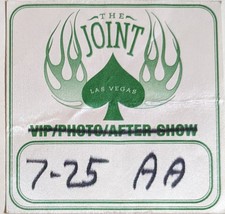 THE
JOINT
LAS VEGAS
VIP/PHOTO/AFTER SHOW
7-25 AA